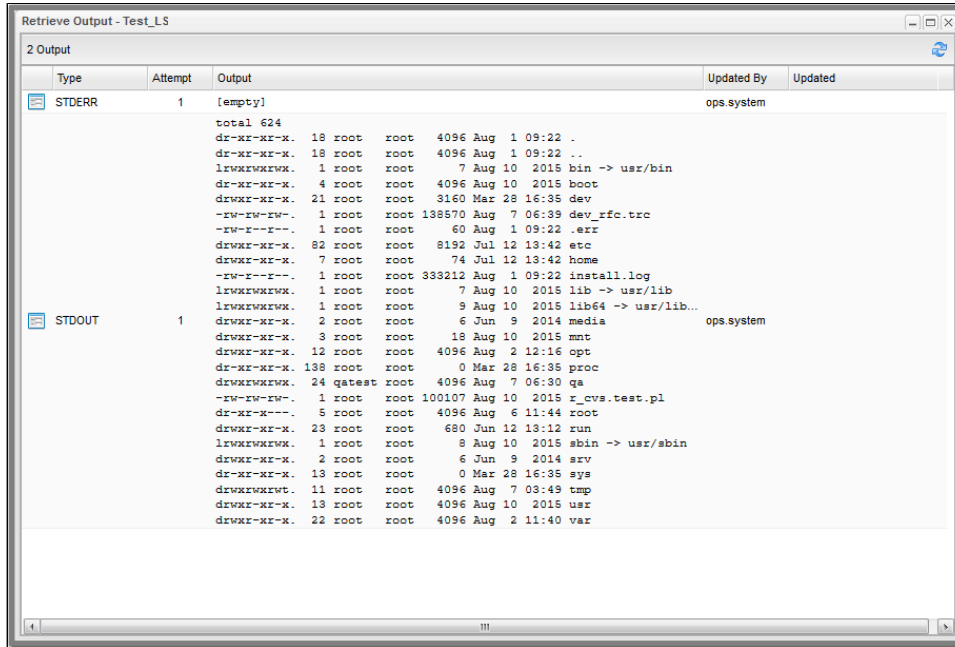 Retrieve Output - Test_LS
2 Output
Type Attempt Output Updated By Updated
STDERR 1 [empty] ops.system
total 624
dr-xr-xr-x. 18 root root 4096 Aug 1 09:22 .
dr-xr-xr-x. 18 root root 4096 Aug 1 09:22 ..
lrwxrwxrwx. 1 root root 7 Aug 10 2015 bin -> usr/bin
dr-xr-xr-x. 4 root root 4096 Aug 10 2015 boot
drwxr-xr-x. 21 root root 3160 Mar 28 16:35 dev
-rw-rw-rw-. 1 root root 138570 Aug 7 06:39 dev_rfc.trc
-rw-r--r--. 1 root root 60 Aug 1 09:22 .err
drwxr-xr-x. 82 root root 8192 Jul 12 13:42 etc
drwxr-xr-x. 7 root root 74 Jul 12 13:42 home
-rw-r--r--. 1 root root 333212 Aug 1 09:22 install.log
lrwxrwxrwx. 1 root root 7 Aug 10 2015 lib -> usr/lib
lrwxrwxrwx. 1 root root 9 Aug 10 2015 lib64 -> usr/lib...
STDOUT 1 drwxr-xr-x. 2 root root 6 Jun 9 2014 media ops.system
drwxr-xr-x. 3 root root 18 Aug 10 2015 mnt
drwxr-xr-x. 12 root root 4096 Aug 2 12:16 opt
dr-xr-xr-x. 138 root root 0 Mar 28 16:35 proc
drwxrwxrwx. 24 qatest root 4096 Aug 7 06:30 qa
-rw-rw-rw-. 1 root root 100107 Aug 10 2015 r_cvs.test.pl
dr-xr-x---. 5 root root 4096 Aug 6 11:44 root
drwxr-xr-x. 23 root root 680 Jun 12 13:12 run
lrwxrwxrwx. 1 root root 8 Aug 10 2015 sbin -> usr/sbin
drwxr-xr-x. 2 root root 6 Jun 9 2014 srv
dr-xr-xr-x. 13 root root 0 Mar 28 16:35 sys
drwxrwxrwt. 11 root root 4096 Aug 7 03:49 tmp
drwxr-xr-x. 13 root root 4096 Aug 10 2015 usr
drwxr-xr-x. 22 root root 4096 Aug 2 11:40 var